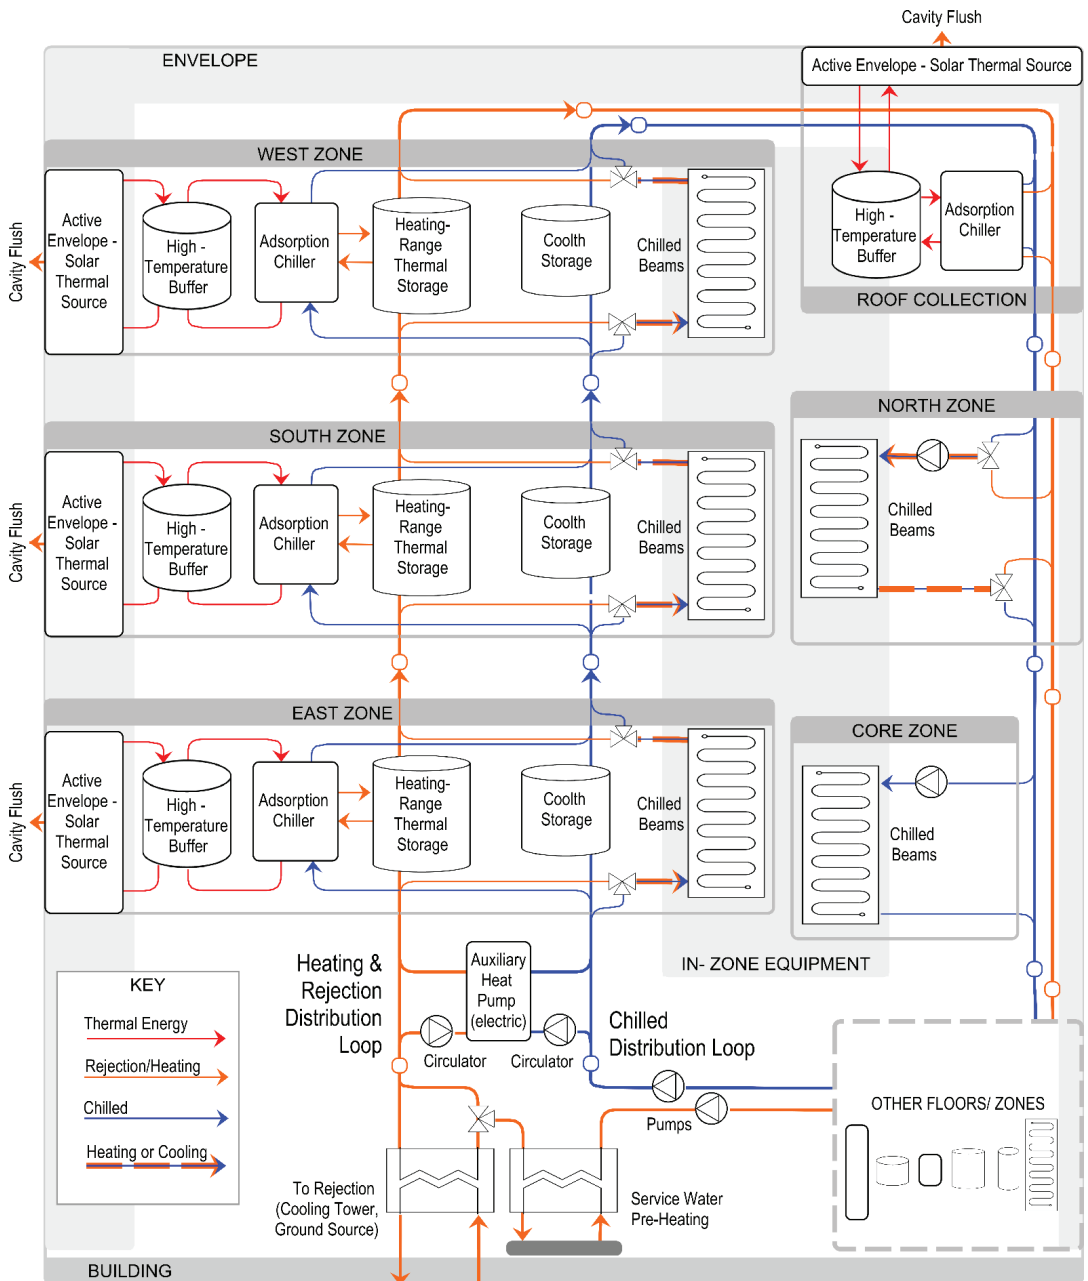 Cavity Flush
ENVELOPE
Active Envelope - Solar Thermal Source
WEST ZONE
Cavity Flush
Active
Envelope -
Solar
Thermal
Source
High -
Temperature
Buffer
Adsorption
Chiller
Heating-
Range
Thermal
Storage
Coolth
Storage
Chilled
Beams
High -
Temperature
Buffer
Adsorption
Chiller
ROOF COLLECTION
SOUTH ZONE
Cavity Flush
Active
Envelope -
Solar
Thermal
Source
High -
Temperature
Buffer
Adsorption
Chiller
Heating-
Range
Thermal
Storage
Coolth
Storage
Chilled
Beams
NORTH ZONE
Chilled
Beams
EAST ZONE
Cavity Flush
Active
Envelope -
Solar
Thermal
Source
High -
Temperature
Buffer
Adsorption
Chiller
Heating-
Range
Thermal
Storage
Coolth
Storage
Chilled
Beams
CORE ZONE
Chilled
Beams
IN- ZONE EQUIPMENT
KEY
Thermal Energy
Rejection/Heating
Chilled
Heating or Cooling
Heating &
Rejection
Distribution
Loop
Auxiliary
Heat
Pump
(electric)
Circulator
Circulator
Chilled
Distribution Loop
Pumps
To Rejection
(Cooling Tower,
Ground Source)
Service Water
Pre-Heating
OTHER FLOORS/ ZONES
BUILDING